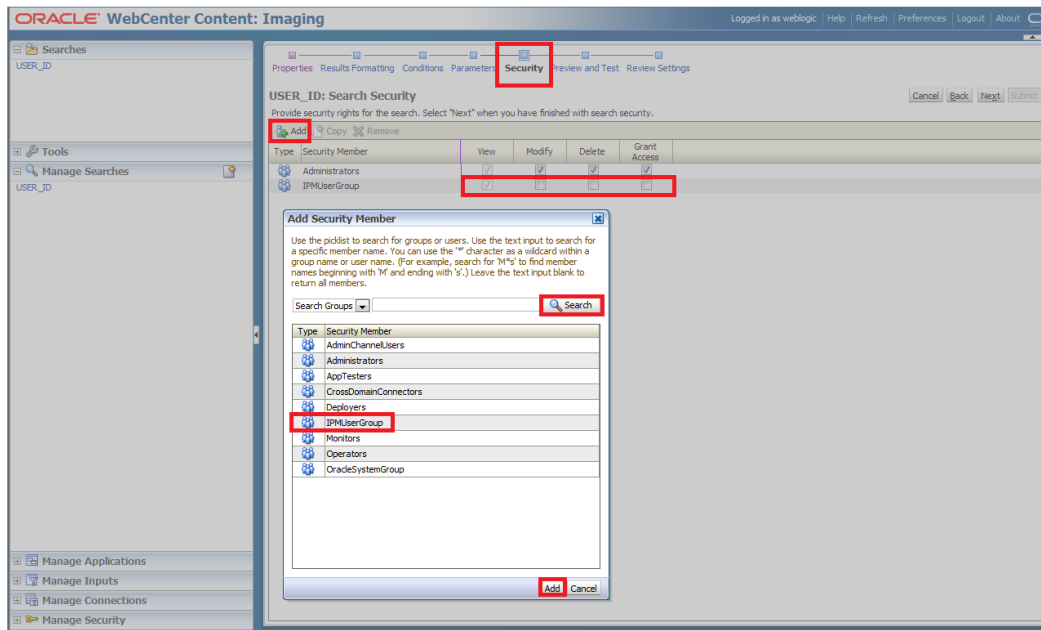 ORACLE WebCenter Content: Imaging
Logged in as weblogic | Help | Refresh | Preferences | Logout | About
Searches
USER_ID
Tools
Manage Searches
USER_ID
Manage Applications
Manage Inputs
Manage Connections
Manage Security
Properties Results Formatting Conditions Parameters Security Preview and Test Review Settings
USER_ID: Search Security
Cancel Back Next Submit
Provide security rights for the search. Select "Next" when you have finished with search security.
Add Copy Remove
Type Security Member View Modify Delete Grant Access
Administrators
IPMUserGroup
Add Security Member
Use the picklist to search for groups or users. Use the text input to search for
a specific member name. You can use the '*' character as a wildcard within a
group name or user name. (For example, search for 'M*s' to find member
names beginning with 'M' and ending with 's'.) Leave the text input blank to
return all members.
Search Groups Search
Type Security Member
AdminChannelUsers
Administrators
AppTesters
CrossDomainConnectors
Deployers
IPMUserGroup
Monitors
Operators
OracleSystemGroup
Add Cancel